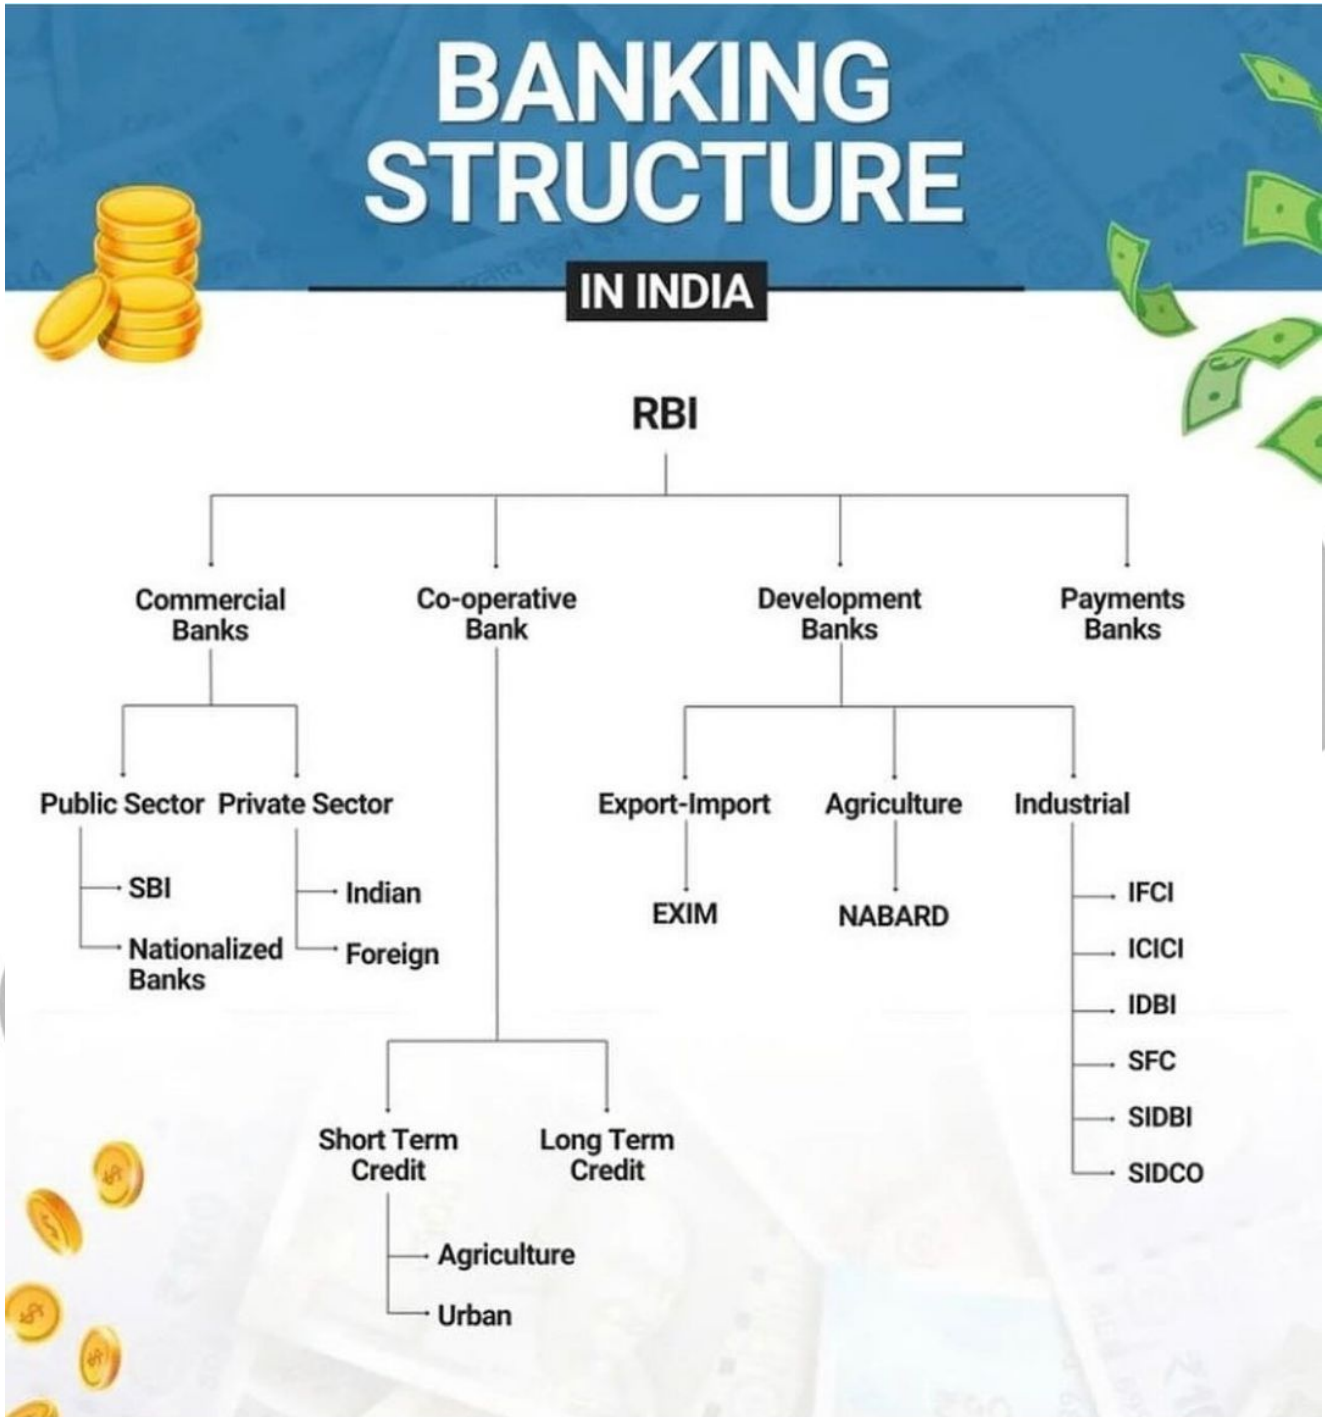 BANKING
STRUCTURE
IN INDIA
RBI
Commercial
Banks
Co-operative
Bank
Development
Banks
Payments
Banks
Public Sector
Private Sector
Export-Import
Agriculture
Industrial
SBI
Nationalized
Banks
Indian
Foreign
EXIM
NABARD
IFCI
ICICI
IDBI
SFC
SIDBI
SIDCO
Short Term
Credit
Long Term
Credit
Agriculture
Urban